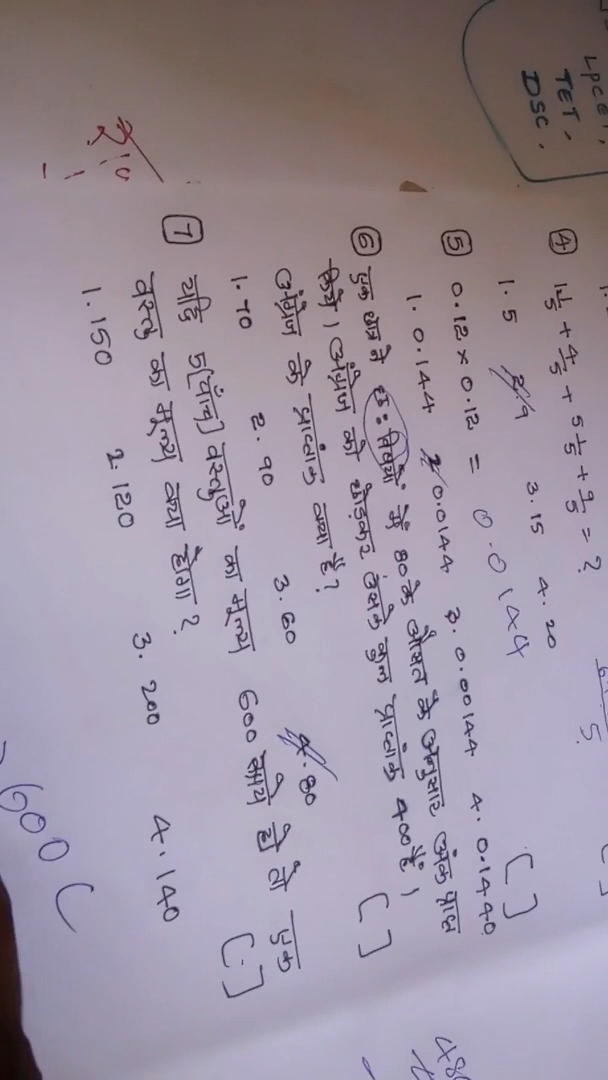 Lpce
TET.
DSC.
④ 1/5 + 4/5 + 5 1/5 + 9/5 = ?
1. 5 2. 9 3. 15 4. 20
⑤ 0.12 x 0.12 = 0.0144 [ ]
1. 0.144 2. 0.0144 3. 0.00144 4. 0.1440
⑥ एक छात्र ने छ: विषयों में 80 के औसत के अनुसार अंक प्राप्त
किये। अंग्रेज को छोड़कर उसके कुल प्राप्तांक 400 हैं।
अंग्रेज के प्राप्तांक क्या हैं? [ ]
1. 70 2. 90 3. 60 4. 80
⑦ यदि 5[पाँच] वस्तुओं का मूल्य 600 रूपये है तो एक
वस्तु का मूल्य क्या होगा? [ ]
1. 150 2. 120 3. 200 4. 140
600
48